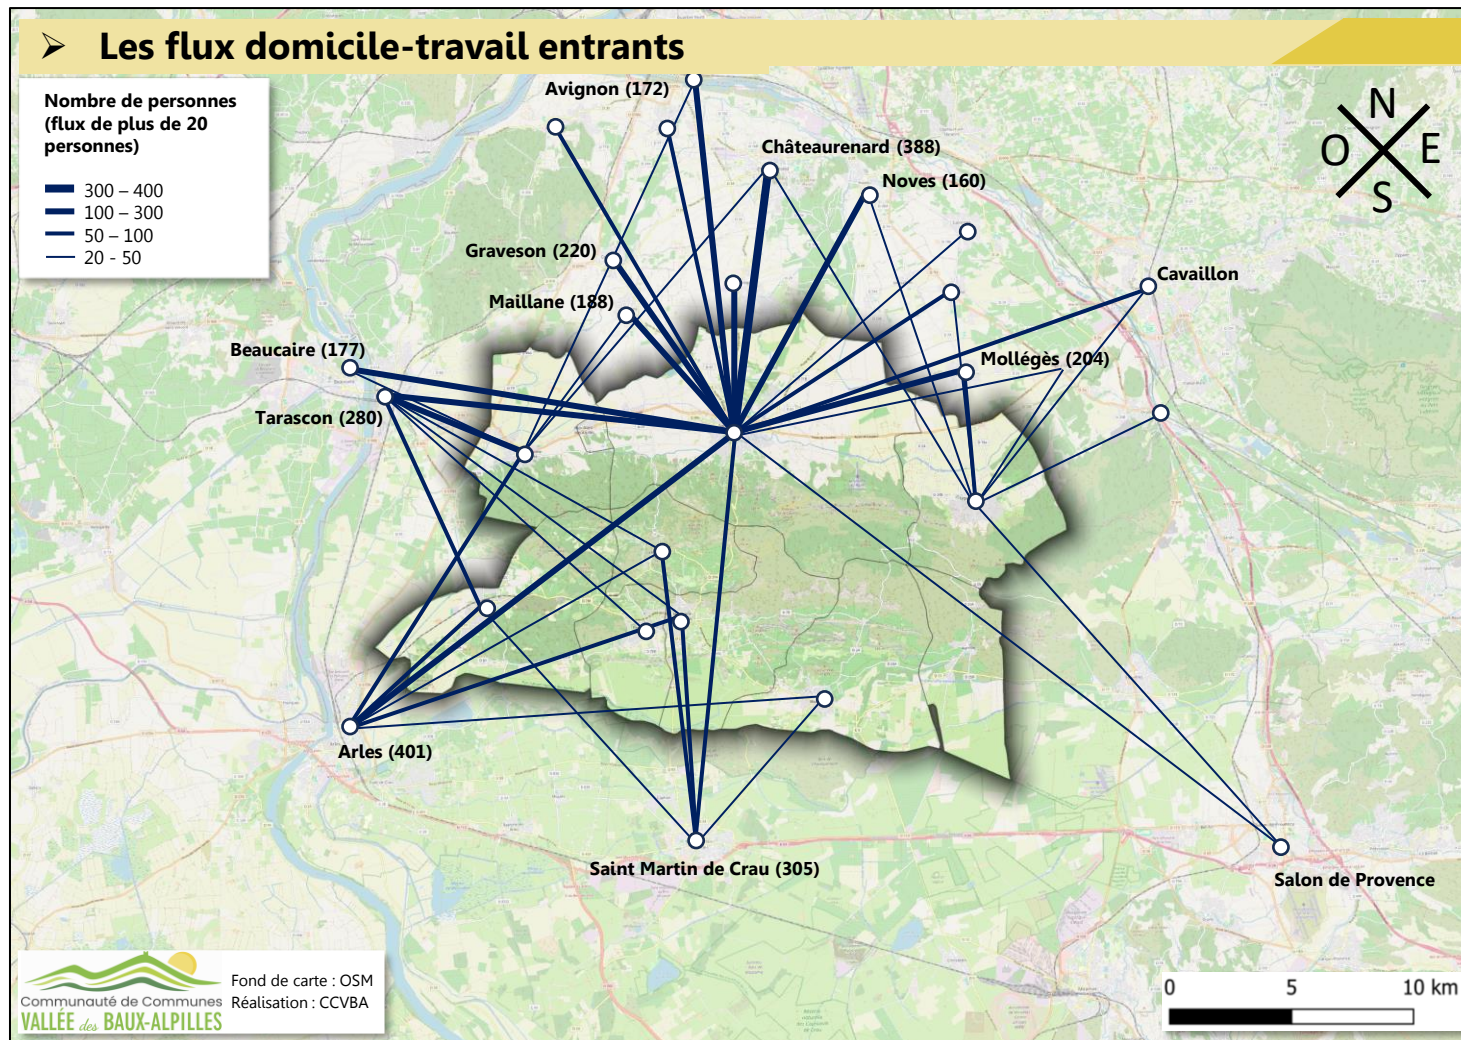 ➢ Les flux domicile-travail entrants
Nombre de personnes
(flux de plus de 20
personnes)
300 – 400
100 – 300
50 – 100
20 - 50
N
O E
S
Avignon (172)
Châteaurenard (388)
Noves (160)
Graveson (220)
Cavaillon
Maillane (188)
Beaucaire (177)
Mollégès (204)
Tarascon (280)
Arles (401)
Saint Martin de Crau (305)
Salon de Provence
Communauté de Communes
VALLÉE des BAUX-ALPILLES
Fond de carte : OSM
Réalisation : CCVBA
0 5 10 km